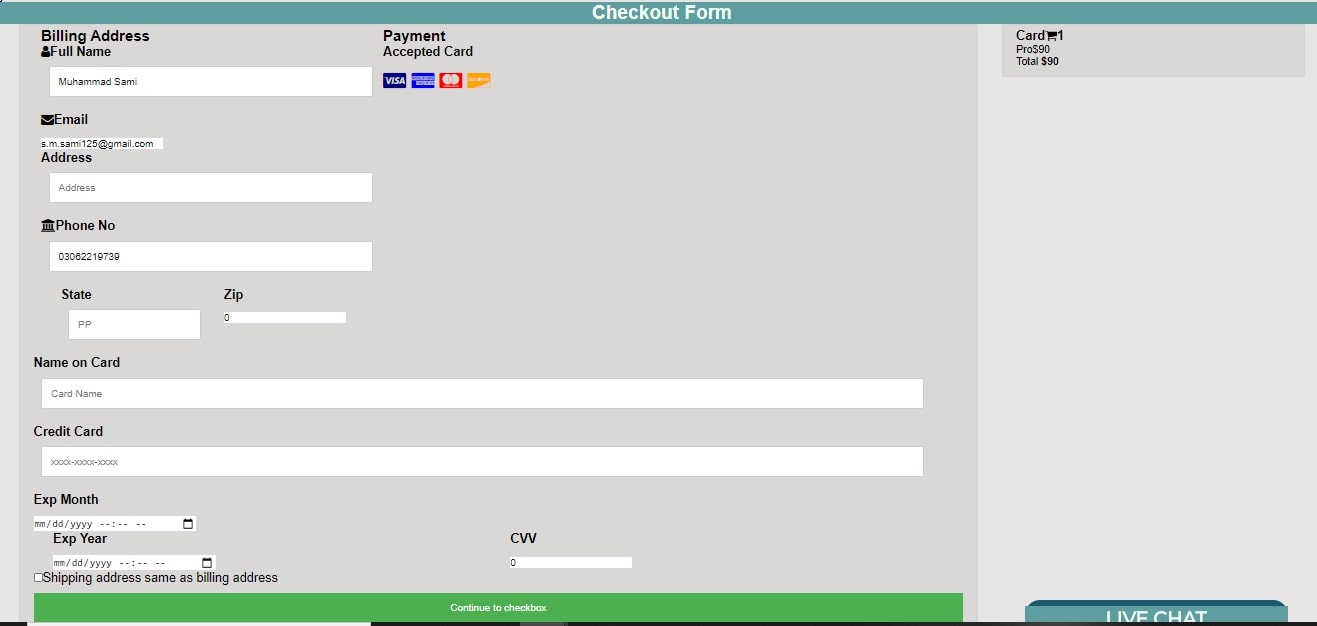 Checkout Form
Billing Address
Full Name
Muhammad Sami
Email
s.m.sami125@gmail.com
Address
Address
Phone No
03062219739
State
Zip
PP
0
Payment
Accepted Card
VISA
Name on Card
Card Name
Credit Card
xxxx-xxxx-xxxx
Exp Month
mm/dd/yyyy --:-- --
Exp Year
CVV
mm/dd/yyyy --:-- --
0
Shipping address same as billing address
Continue to checkbox
Card 1
Pro$90
Total $90
LIVE CHAT